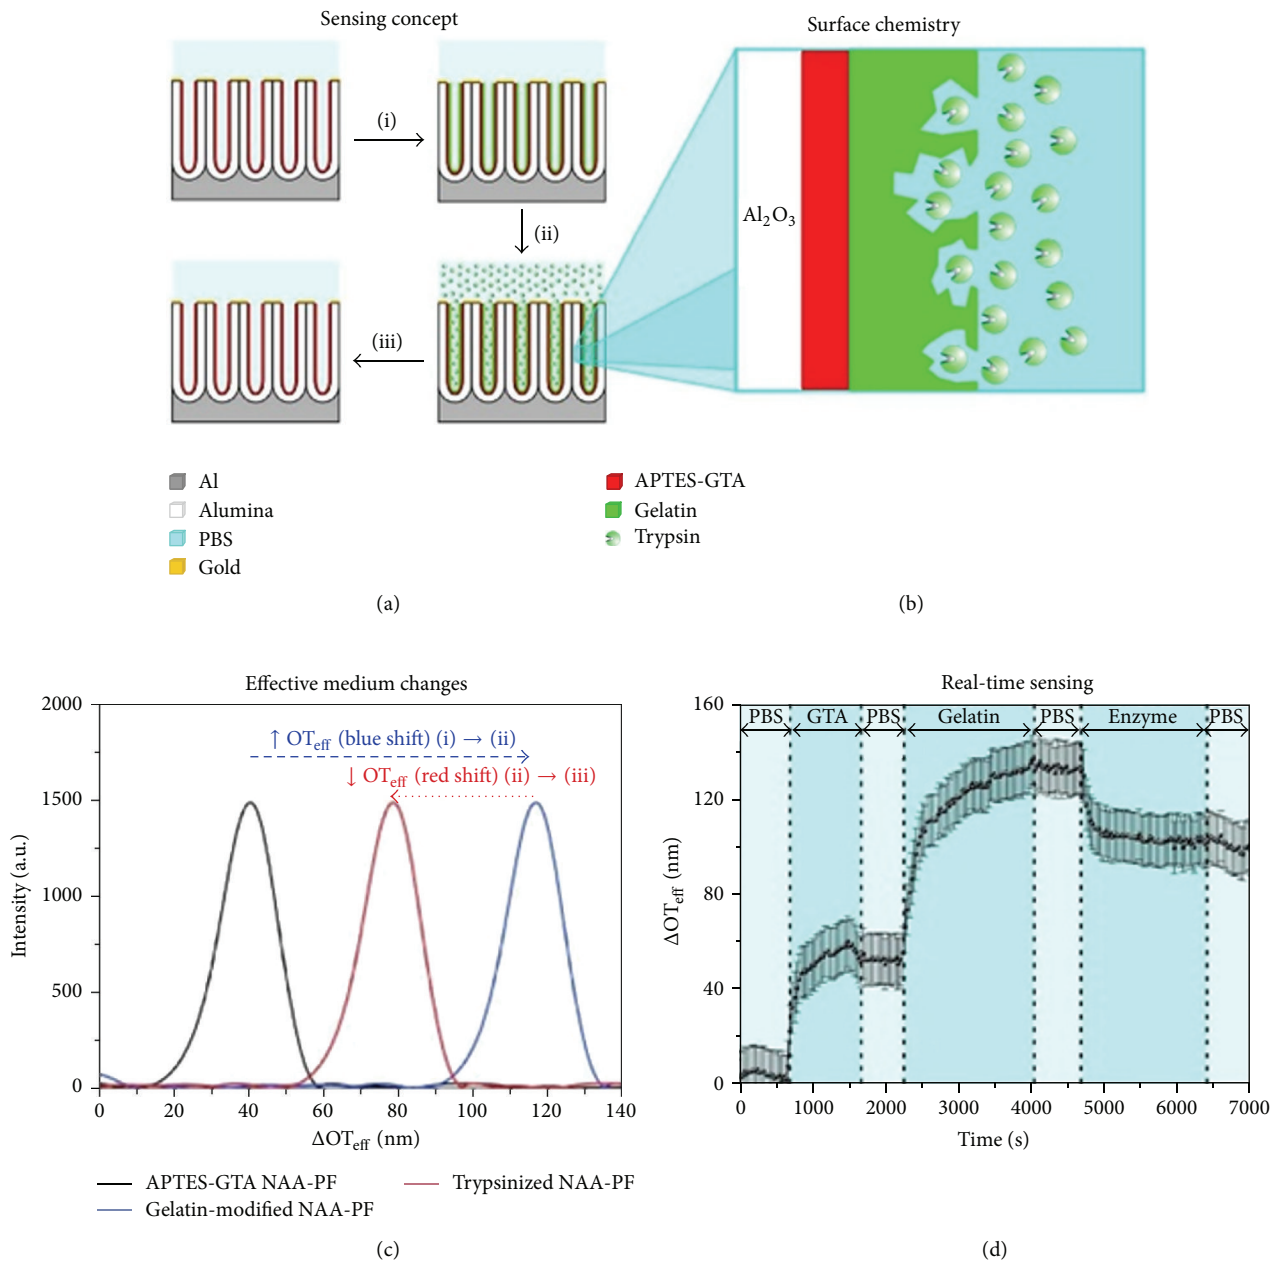 Sensing concept
Surface chemistry
(i)
(ii)
(iii)
Al₂O₃
Al
Alumina
PBS
Gold
APTES-GTA
Gelatin
Trypsin
(a)
(b)
Effective medium changes
2000
1500
1000
500
0
Intensity (a.u.)
↑ OTeff (blue shift) (i) → (ii)
↓ OTeff (red shift) (ii) → (iii)
0 20 40 60 80 100 120 140
ΔOTeff (nm)
APTES-GTA NAA-PF
Trypsinized NAA-PF
Gelatin-modified NAA-PF
(c)
Real-time sensing
160
120
80
40
0
ΔOTeff (nm)
PBS GTA PBS Gelatin PBS Enzyme PBS
0 1000 2000 3000 4000 5000 6000 7000
Time (s)
(d)